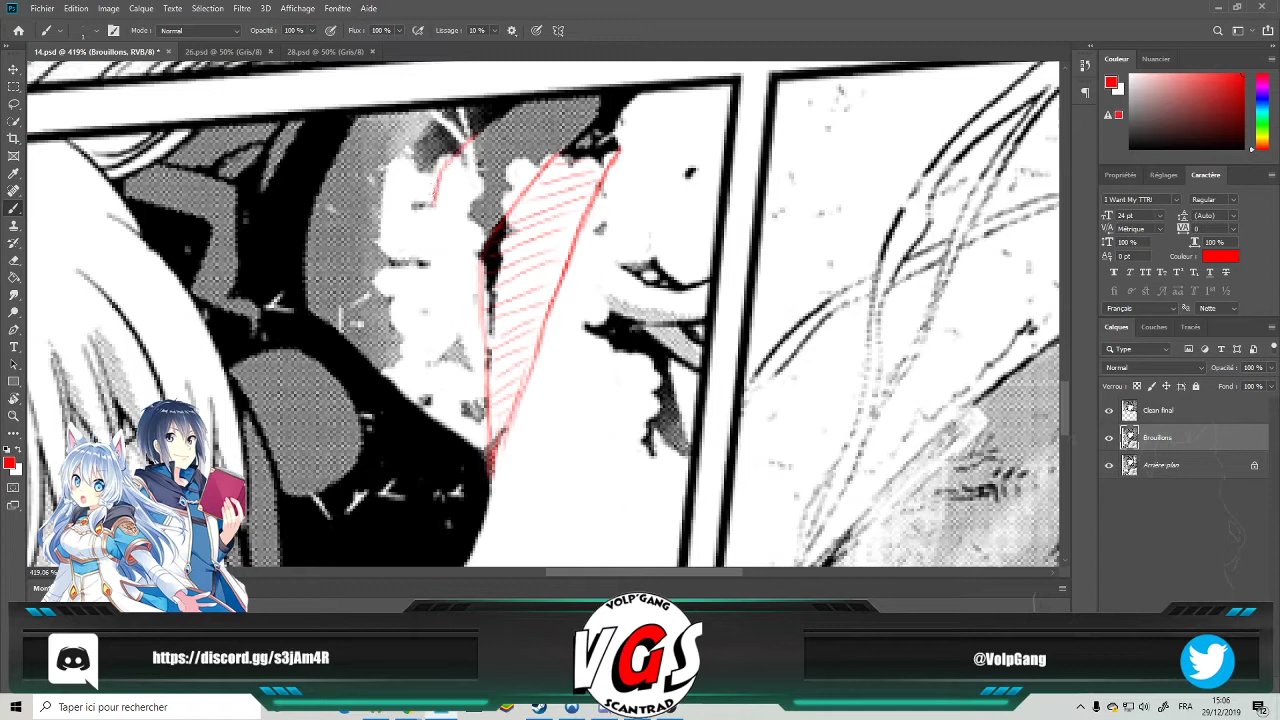 Fichier Edition Image Calque Texte Sélection Filtre 3D Affichage Fenêtre Aide
Mode : Normal Opacité : 100 % Flux : 100 % Lissage : 10 %
14.psd @ 419% (Brouillons, RVB/8) * 26.psd @ 50% (Gris/8) 28.psd @ 50% (Gris/8)
Couleur Nuancier
Propriétés Réglages Caractère
I Want My TTR! Regular
24 pt (Auto)
Métrique 0
100 % 100 %
0 pt Couleur :
Français Nette
Calques Couches Tracés
Type
Normal Opacité : 100 %
Verrou : Fond : 100 %
Clean final
Brouillons
Arrière-plan
419,06 %
VOLP'GANG
VGS
SCANTRAD
https://discord.gg/s3jAm4R
@VolpGang
Taper ici pour rechercher
FRA
15:06
29/12/2019